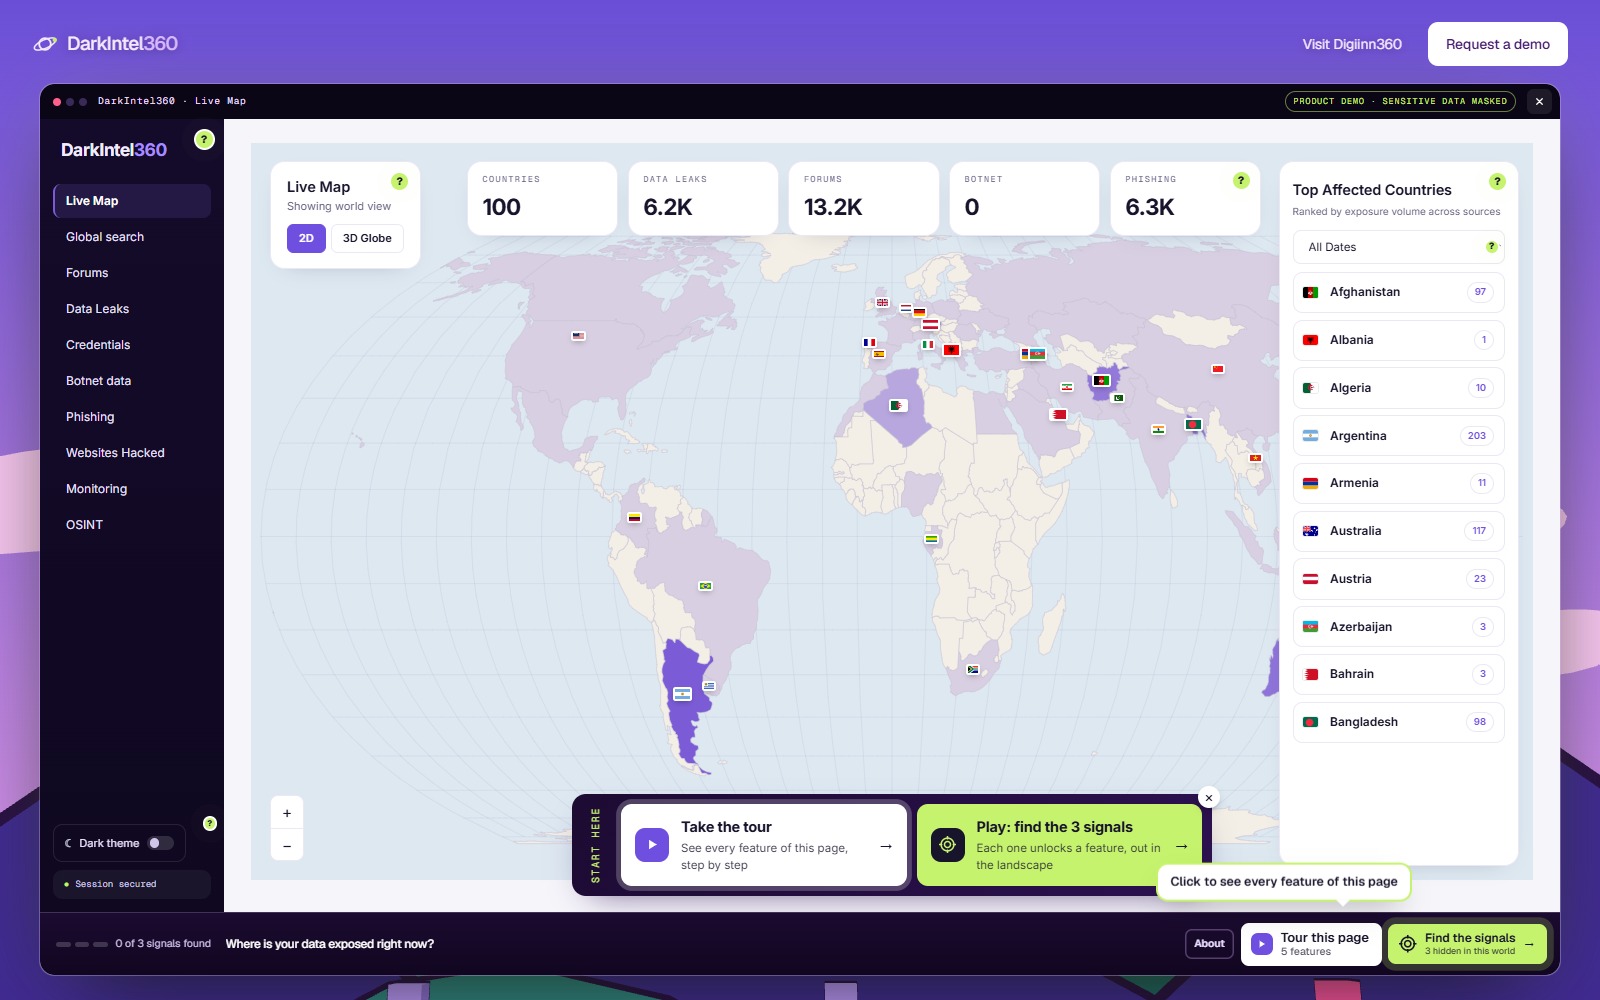 DarkIntel360
Visit Digiinn360
Request a demo
DarkIntel360 · Live Map
PRODUCT DEMO · SENSITIVE DATA MASKED
DarkIntel360
?
Live Map
Global search
Forums
Data Leaks
Credentials
Botnet data
Phishing
Websites Hacked
Monitoring
OSINT
?
Dark theme
Session secured
Live Map
?
Showing world view
2D
3D Globe
COUNTRIES
100
DATA LEAKS
6.2K
FORUMS
13.2K
BOTNET
0
PHISHING
?
6.3K
Top Affected Countries
?
Ranked by exposure volume across sources
All Dates
?
Afghanistan 97
Albania 1
Algeria 10
Argentina 203
Armenia 11
Australia 117
Austria 23
Azerbaijan 3
Bahrain 3
Bangladesh 98
+
−
START HERE
Take the tour
See every feature of this page,
step by step
→
Play: find the 3 signals
Each one unlocks a feature, out in
the landscape
→
Click to see every feature of this page
0 of 3 signals found
Where is your data exposed right now?
About
Tour this page
5 features
Find the signals
3 hidden in this world
→